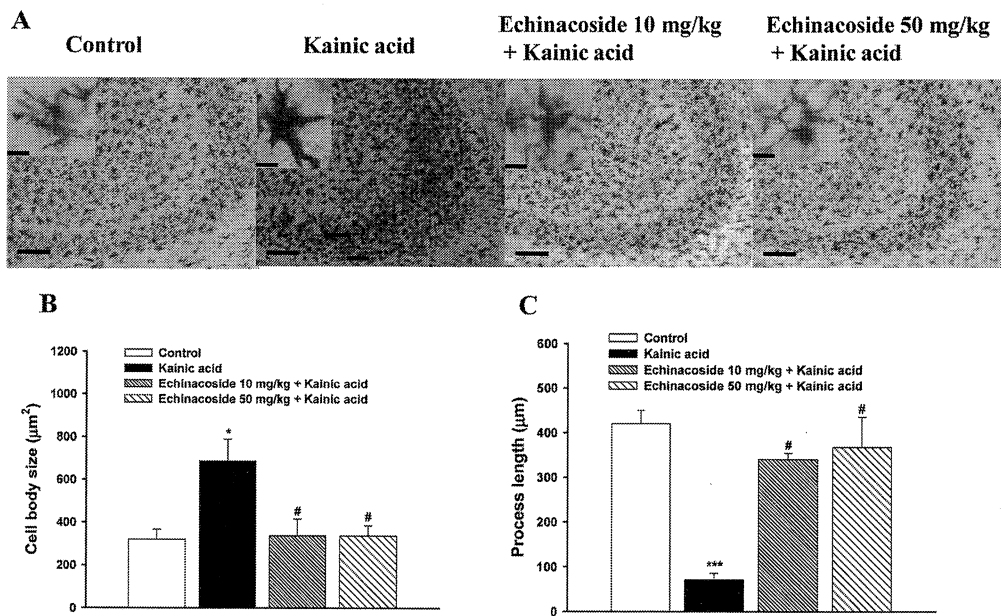 A
Control
Kainic acid
Echinacoside 10 mg/kg
+ Kainic acid
Echinacoside 50 mg/kg
+ Kainic acid
B
Control
Kainic acid
Echinacoside 10 mg/kg + Kainic acid
Echinacoside 50 mg/kg + Kainic acid
Cell body size (μm²)
1200
1000
800
600
400
200
0
*
#
#
C
Control
Kainic acid
Echinacoside 10 mg/kg + Kainic acid
Echinacoside 50 mg/kg + Kainic acid
Process length (μm)
600
500
400
300
200
100
0
***
#
#